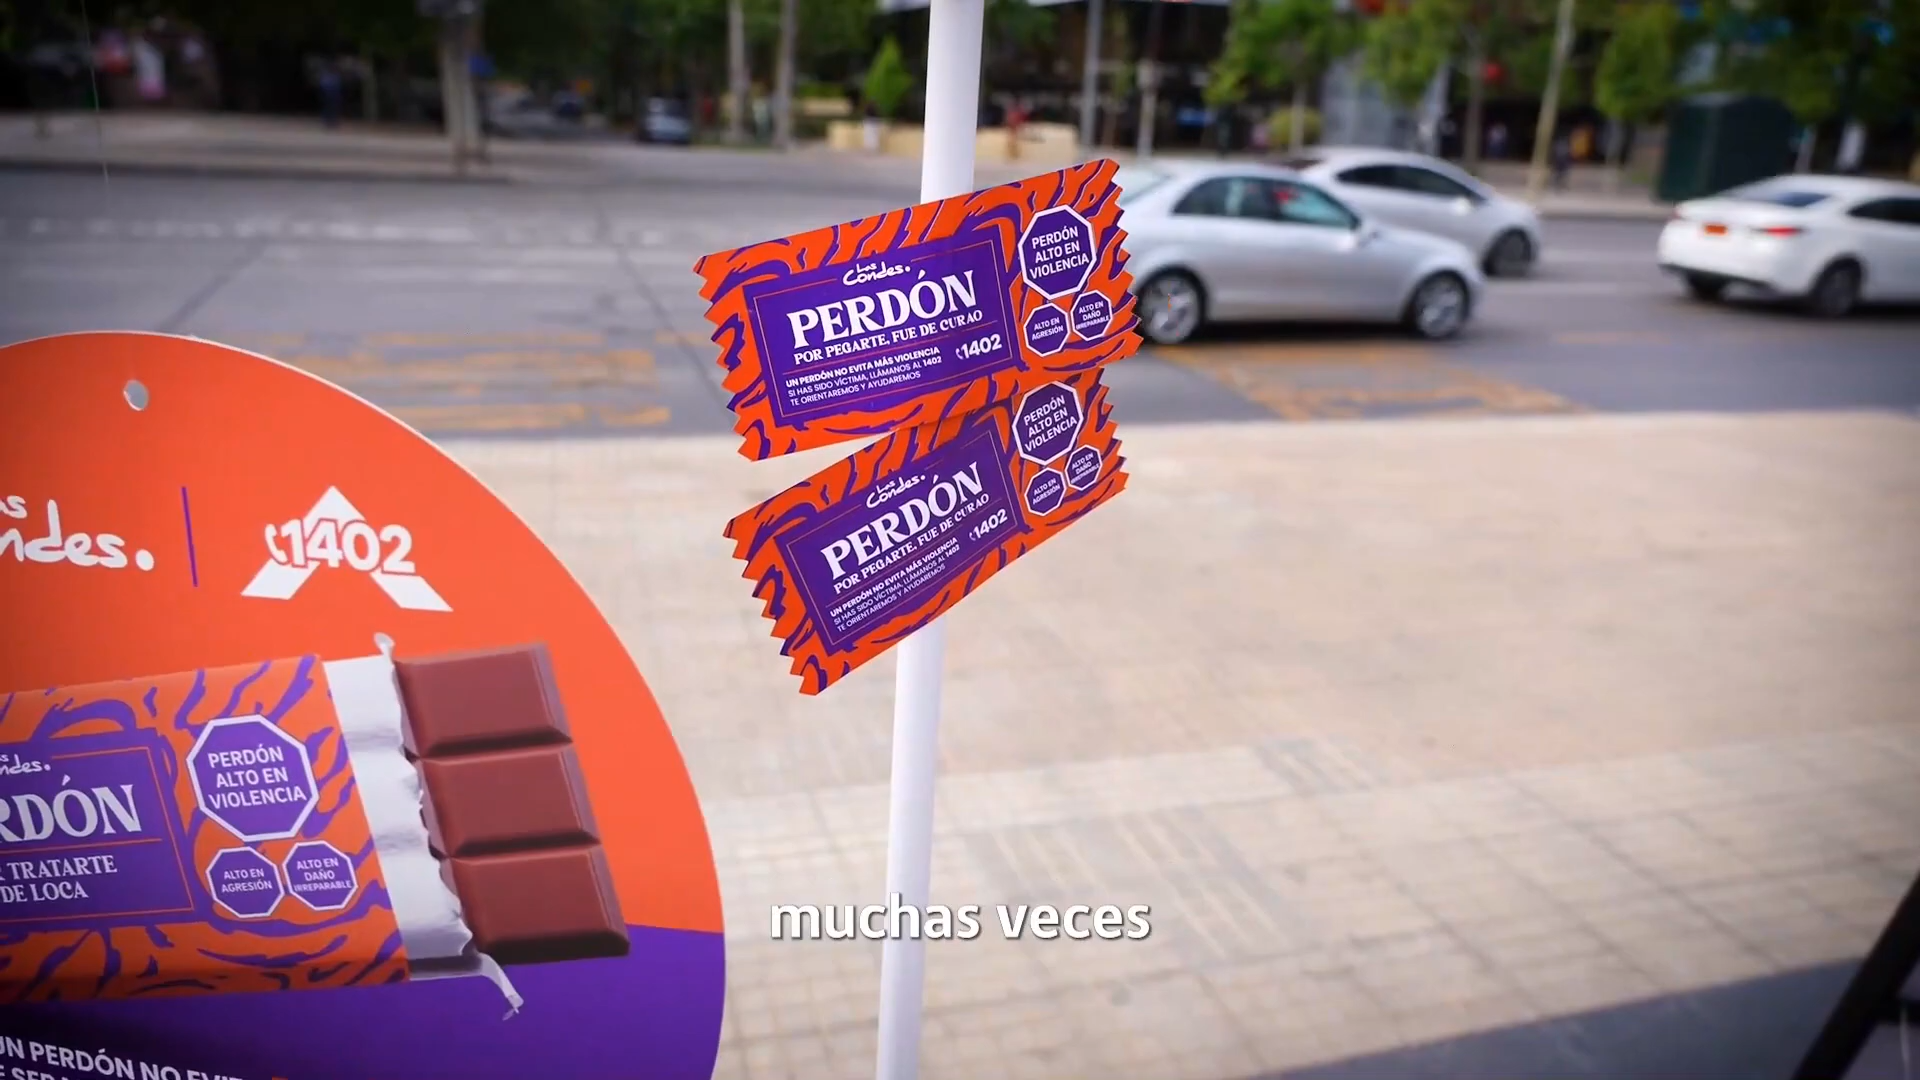 Las
Condes.
PERDÓN
POR PEGARTE, FUE DE CURAO
UN PERDÓN NO EVITA MÁS VIOLENCIA
SI HAS SIDO VÍCTIMA, LLÁMANOS AL 1402
TE ORIENTAREMOS Y AYUDAREMOS
1402
PERDÓN
ALTO EN
VIOLENCIA
ALTO EN
AGRESIÓN
ALTO EN
DAÑO
IRREPARABLE
Las
Condes.
PERDÓN
POR PEGARTE, FUE DE CURAO
UN PERDÓN NO EVITA MÁS VIOLENCIA
SI HAS SIDO VÍCTIMA, LLÁMANOS AL 1402
TE ORIENTAREMOS Y AYUDAREMOS
1402
PERDÓN
ALTO EN
VIOLENCIA
ALTO EN
AGRESIÓN
ALTO EN
DAÑO
IRREPARABLE
1402
PERDÓN
ALTO EN
VIOLENCIA
ALTO EN
AGRESIÓN
ALTO EN
DAÑO
IRREPARABLE
TRATARTE
DE LOCA
UN PERDÓN NO
muchas veces